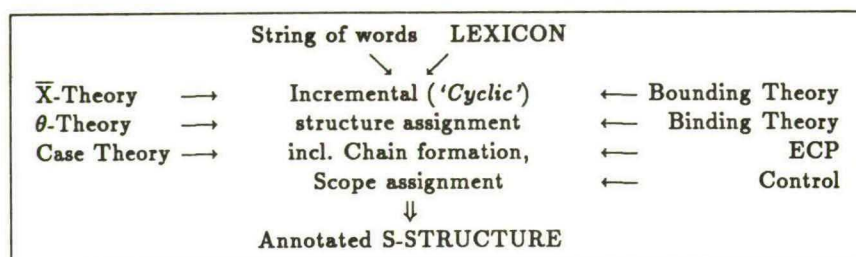 String of words LEXICON
↘ ↙
X̄-Theory → Incremental (‘Cyclic’) ← Bounding Theory
θ-Theory → structure assignment ← Binding Theory
Case Theory → incl. Chain formation, ← ECP
Scope assignment ← Control
⇓
Annotated S-STRUCTURE